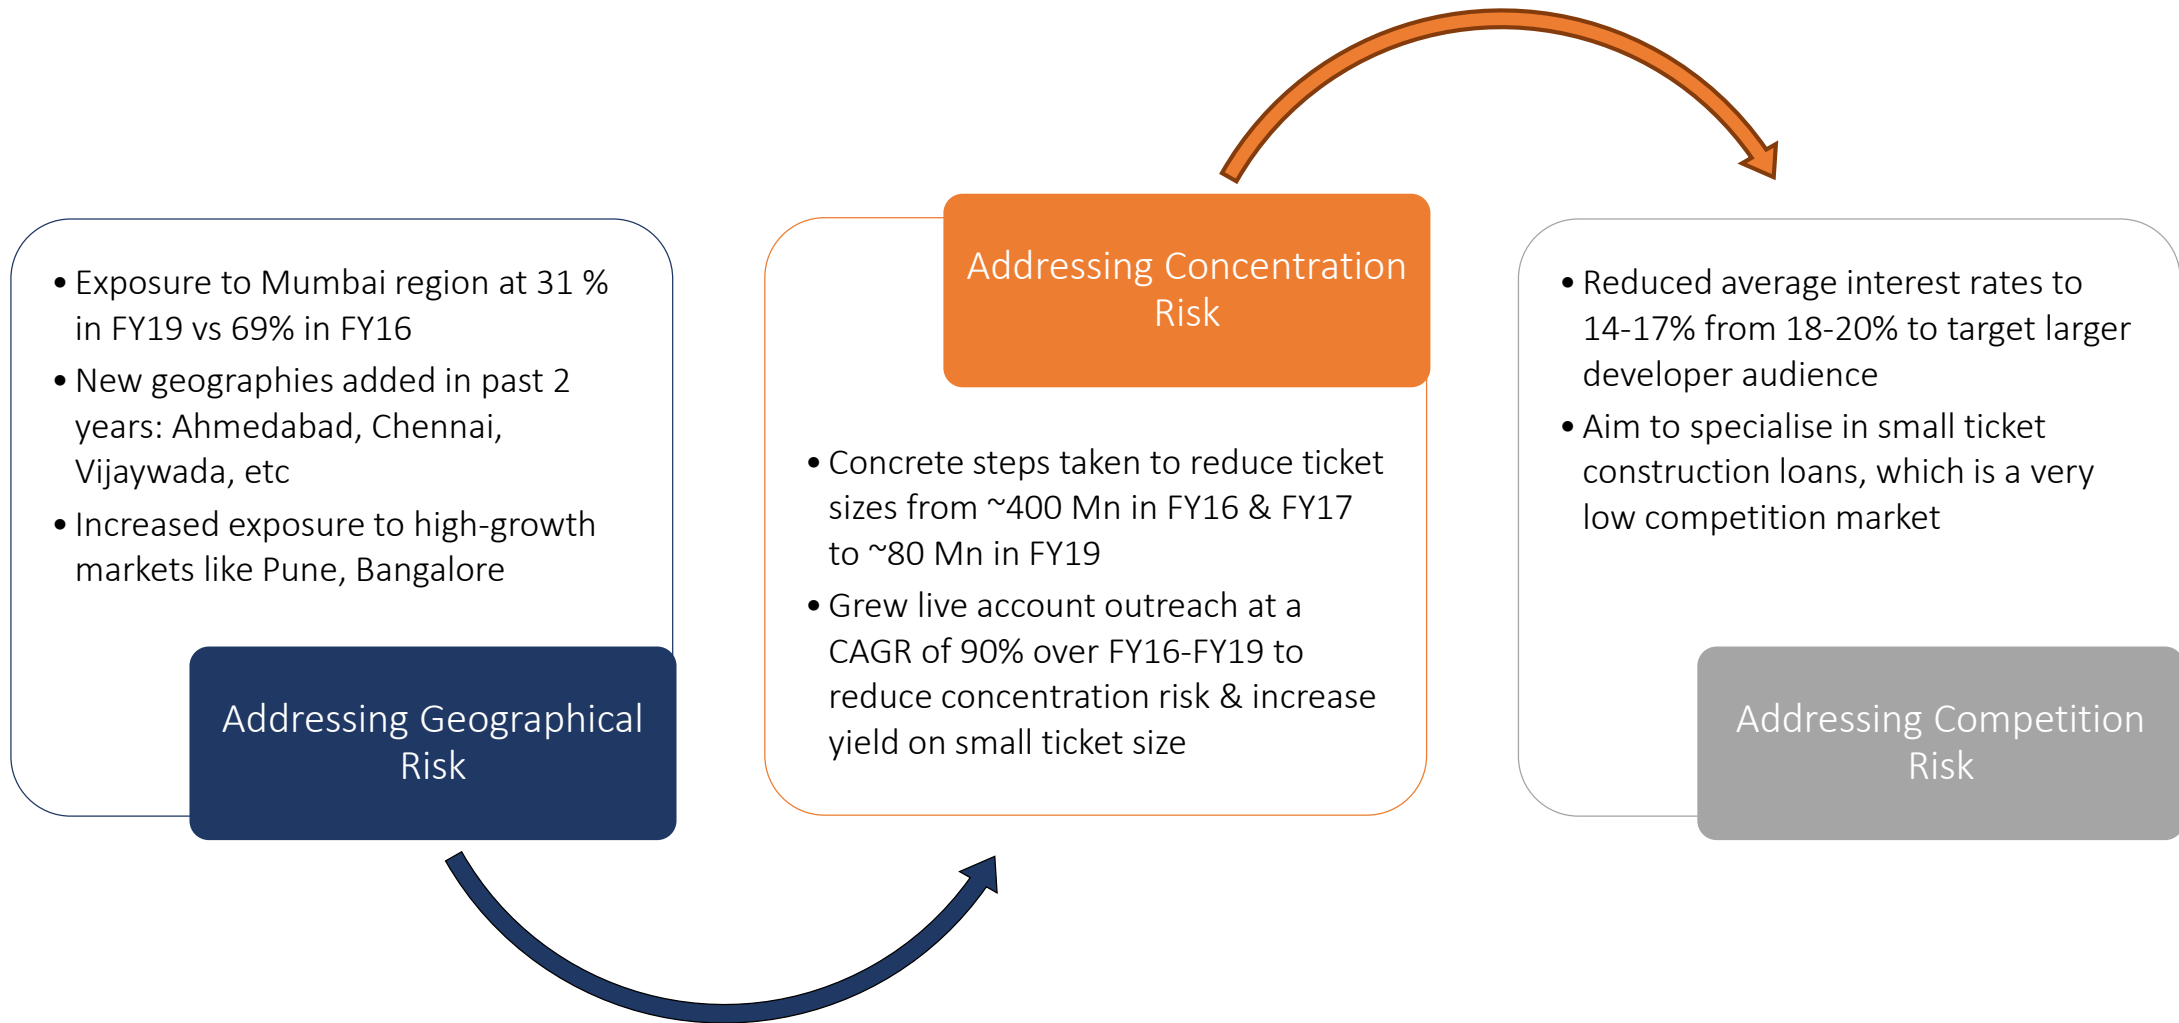 • Exposure to Mumbai region at 31 %
in FY19 vs 69% in FY16
• New geographies added in past 2
years: Ahmedabad, Chennai,
Vijaywada, etc
• Increased exposure to high-growth
markets like Pune, Bangalore
Addressing Geographical
Risk
Addressing Concentration
Risk
• Concrete steps taken to reduce ticket
sizes from ~400 Mn in FY16 & FY17
to ~80 Mn in FY19
• Grew live account outreach at a
CAGR of 90% over FY16-FY19 to
reduce concentration risk & increase
yield on small ticket size
• Reduced average interest rates to
14-17% from 18-20% to target larger
developer audience
• Aim to specialise in small ticket
construction loans, which is a very
low competition market
Addressing Competition
Risk